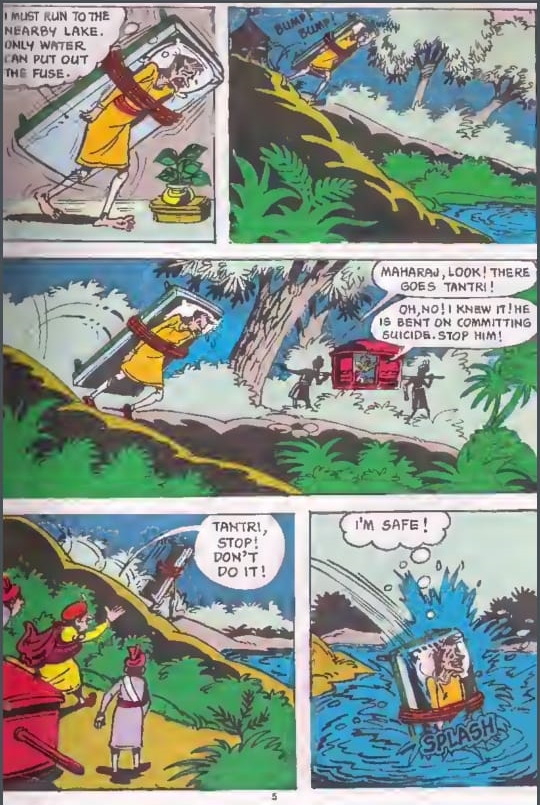 I MUST RUN TO THE
NEARBY LAKE.
ONLY WATER
CAN PUT OUT
THE FUSE.
BUMP!
BUMP!
MAHARAJ, LOOK! THERE
GOES TANTRI!
OH, NO! I KNEW IT! HE
IS BENT ON COMMITTING
SUICIDE. STOP HIM!
TANTRI,
STOP!
DON'T
DO IT!
I'M SAFE!
SPLASH
5